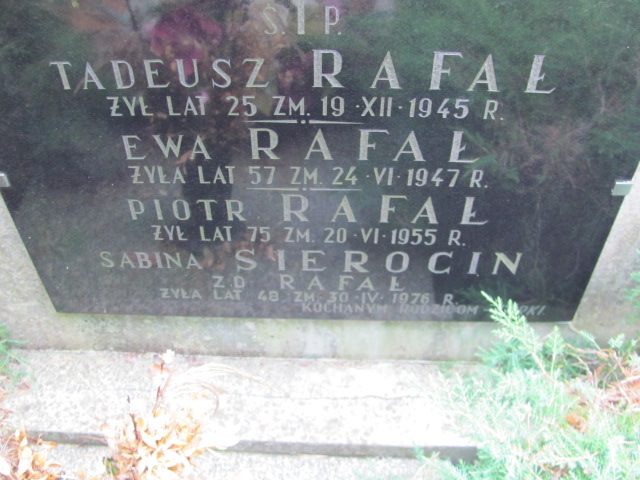 Ś.†P.
TADEUSZ RAFAŁ
ŻYŁ LAT 25 ZM. 19·XII·1945 R.
EWA RAFAŁ
ŻYŁA LAT 57 ZM. 24·VI·1947 R.
PIOTR RAFAŁ
ŻYŁ LAT 75 ZM. 20·VI·1955 R.
SABINA SIEROCIN
Z.D RAFAŁ
ŻYŁA LAT 48 ZM. 30·IV·1976 R.
KOCHANYM RODZICOM - CÓRKI